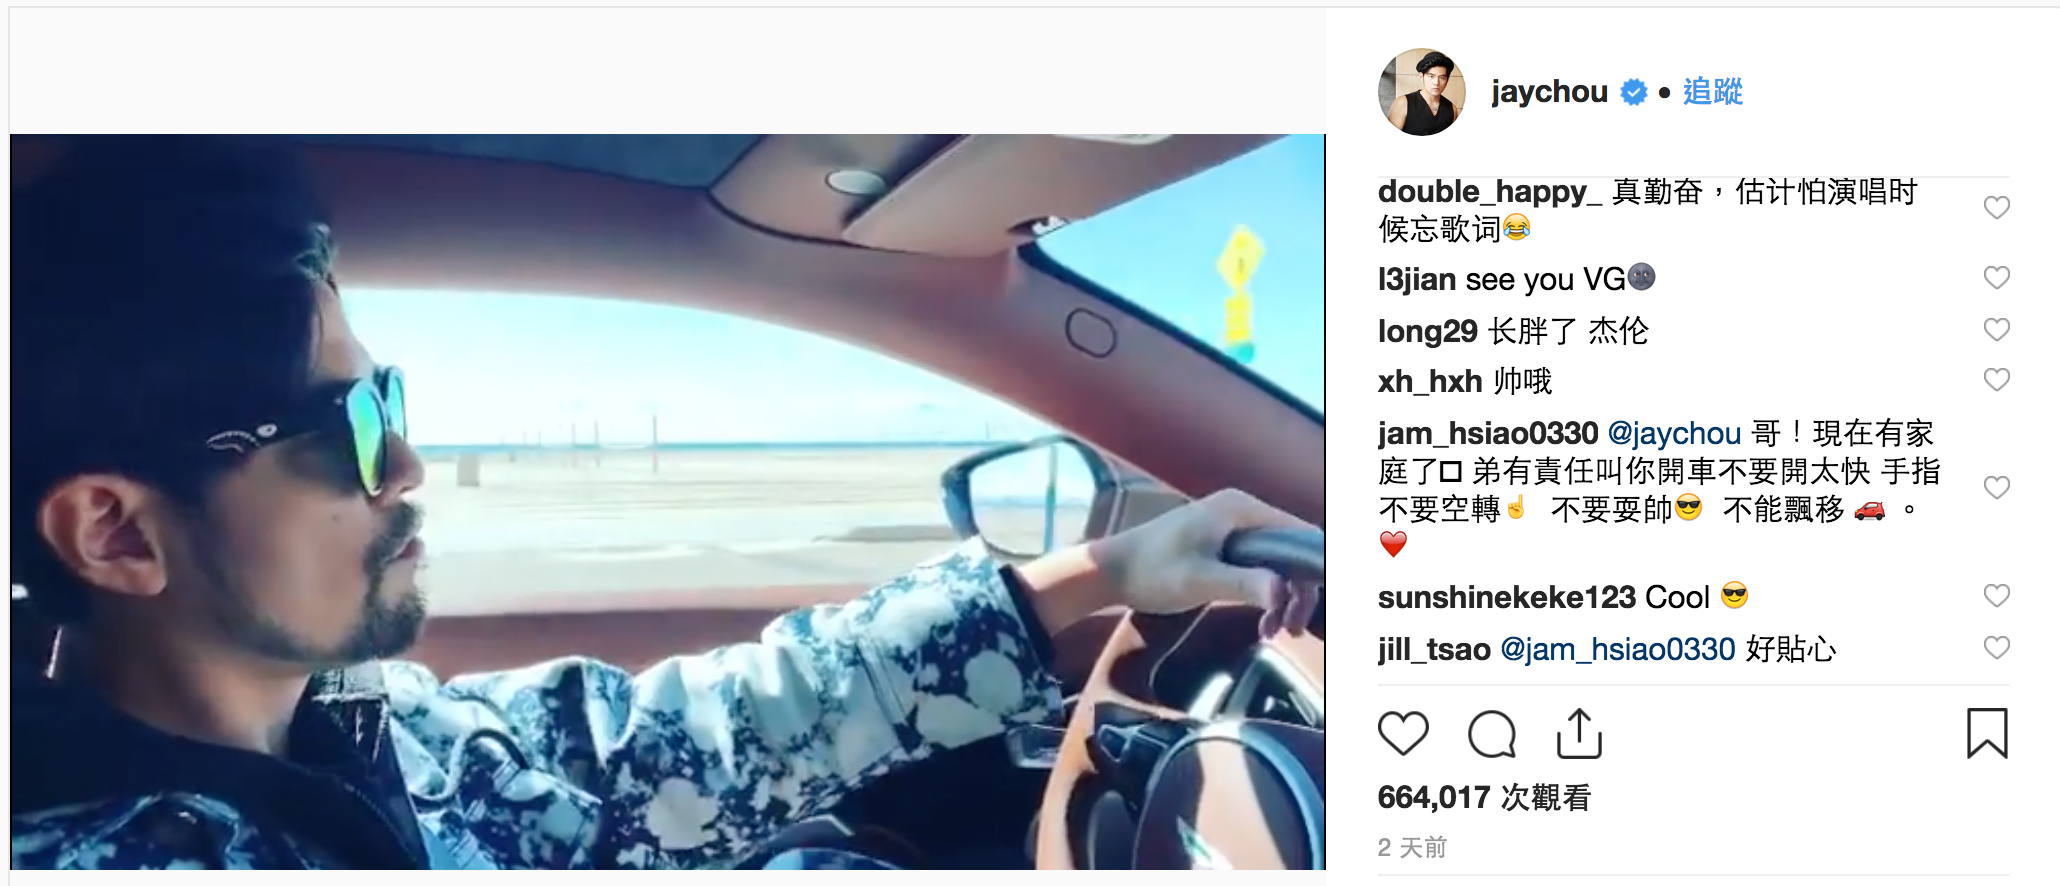 jaychou • 追蹤
double_happy_ 真勤奋，估计怕演唱时
候忘歌词😂
l3jian see you VG🌚
long29 长胖了 杰伦
xh_hxh 帅哦
jam_hsiao0330 @jaychou 哥！現在有家
庭了□ 弟有責任叫你開車不要開太快 手指
不要空轉☝ 不要耍帥😎 不能飄移 🚗 。
❤️
sunshinekeke123 Cool 😎
jill_tsao @jam_hsiao0330 好貼心
664,017 次觀看
2 天前